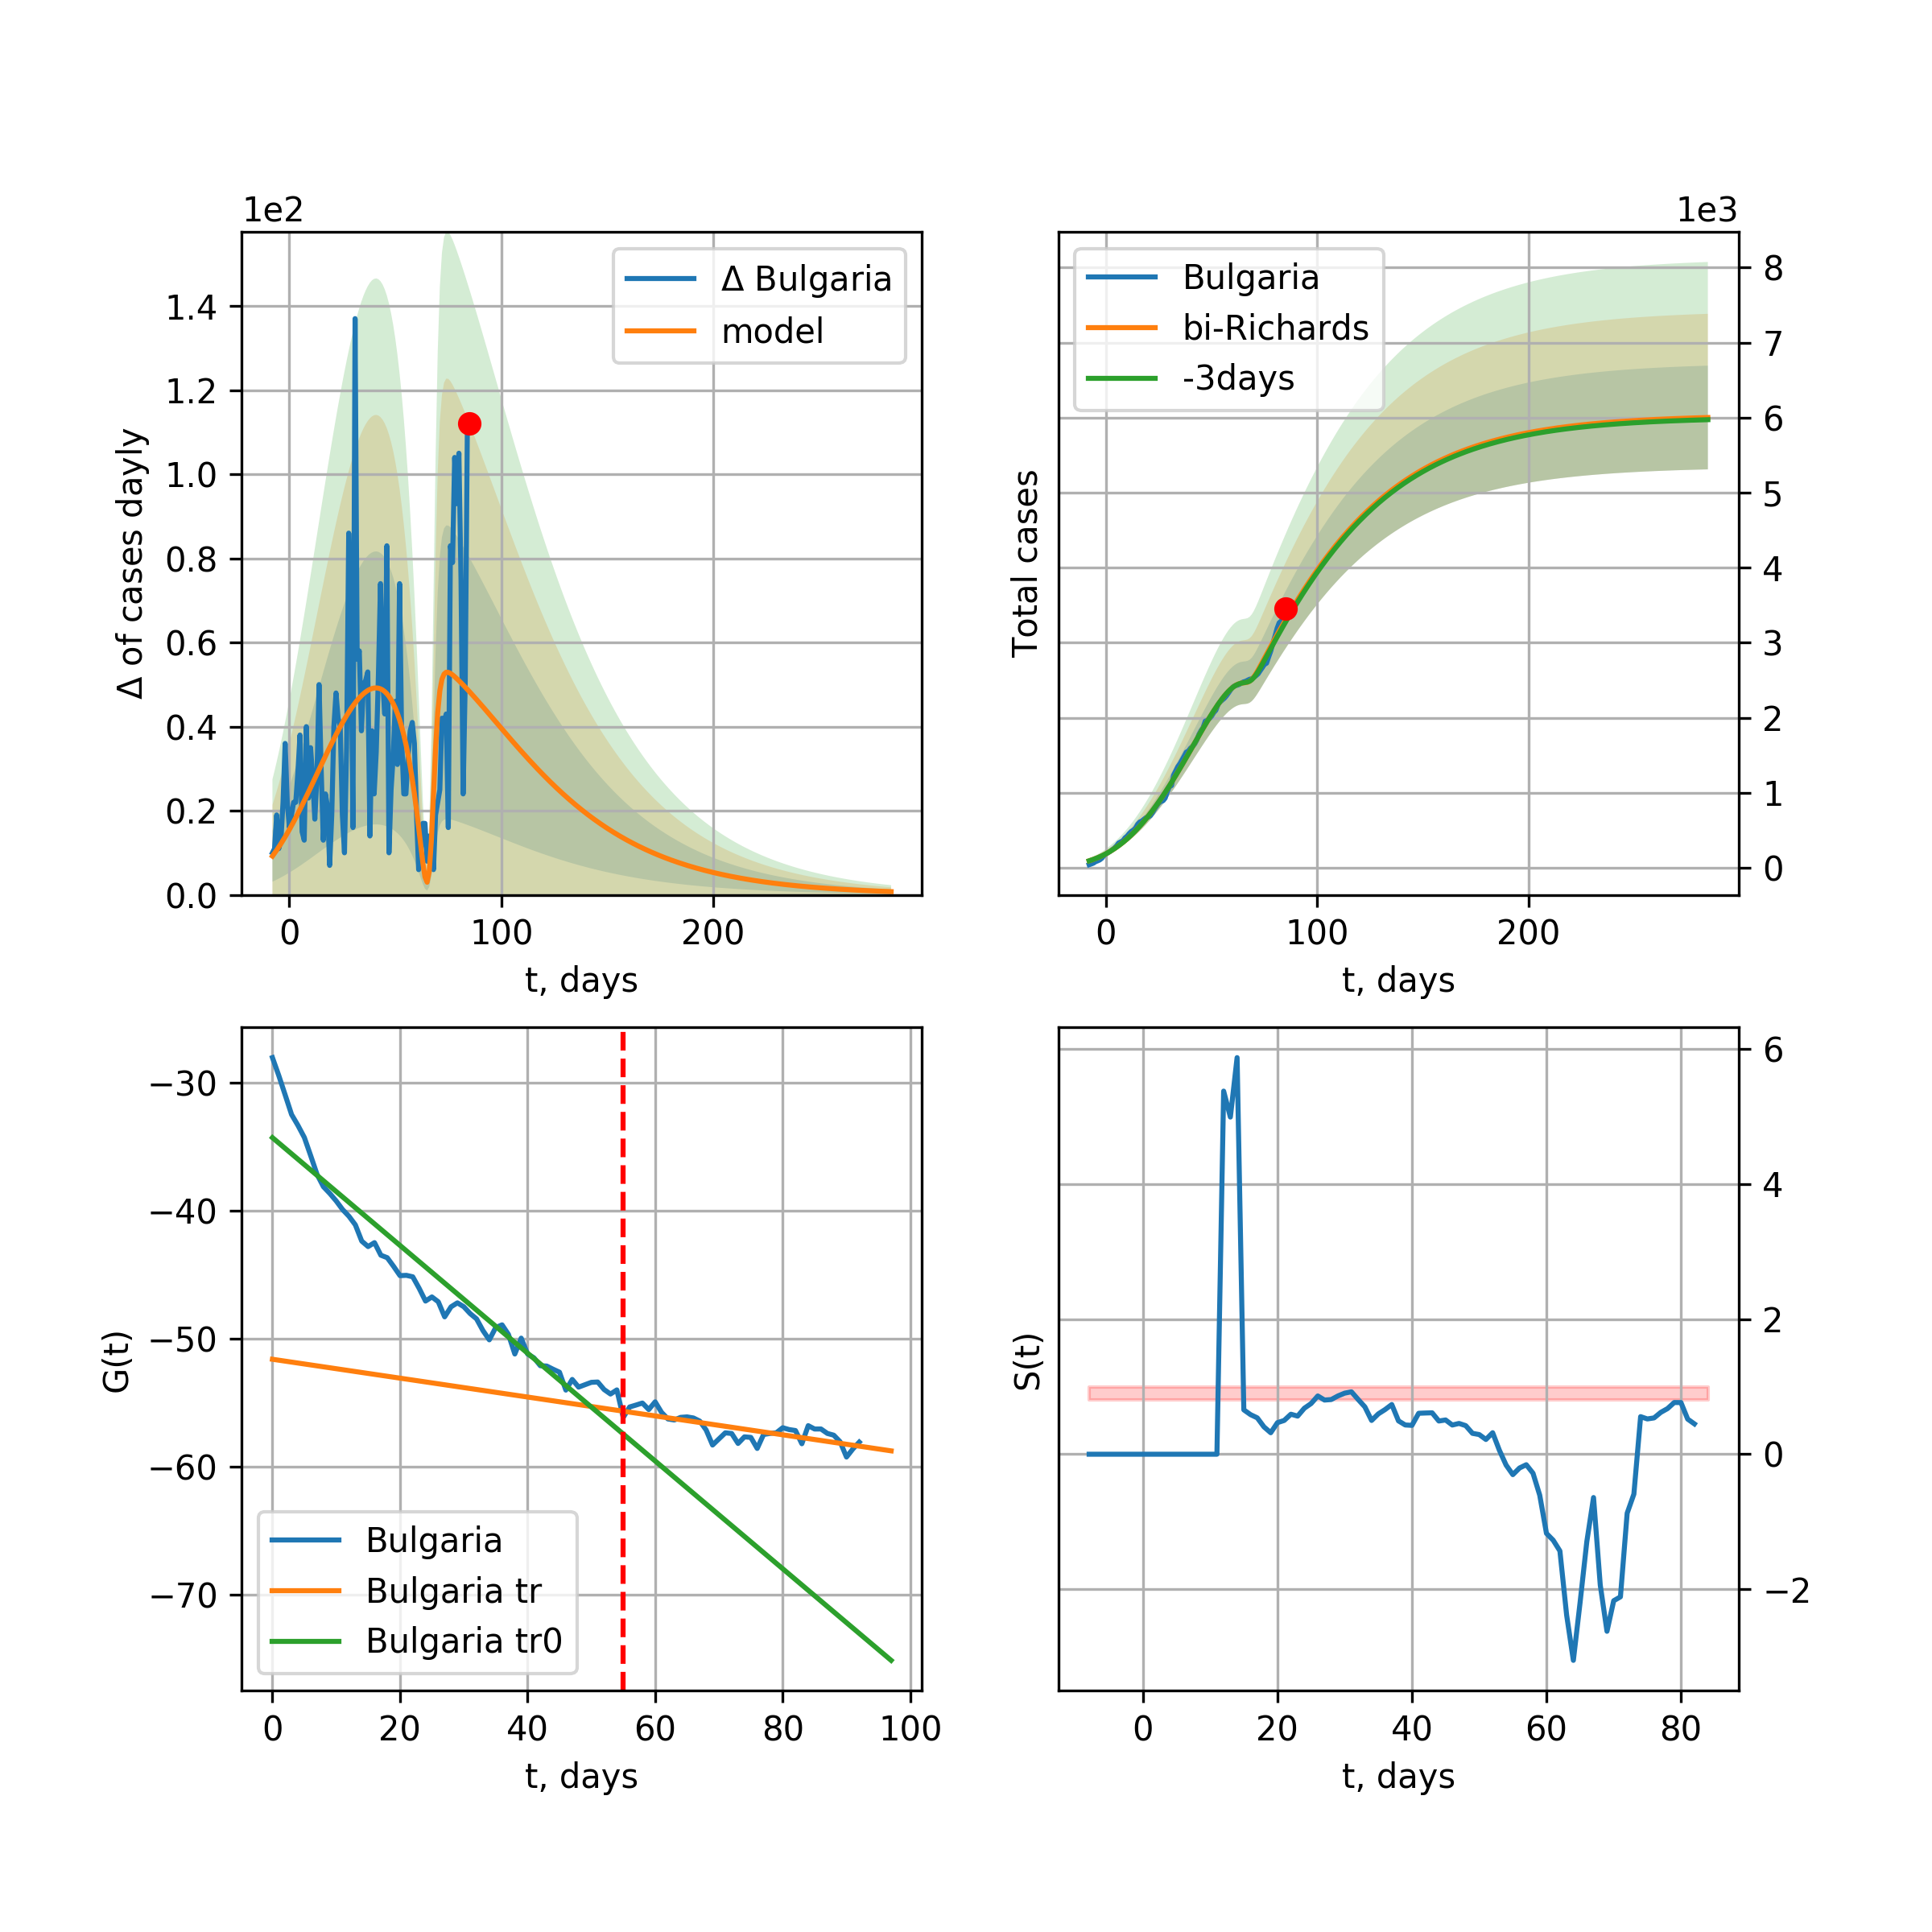 1e2
Δ Bulgaria
model
1.4
1.2
1.0
0.8
0.6
0.4
0.2
0.0
Δ of cases dayly
0 100 200
t, days
1e3
Bulgaria
bi-Richards
-3days
8
7
6
5
4
3
2
1
0
Total cases
0 100 200
t, days
−30
−40
−50
−60
−70
G(t)
Bulgaria
Bulgaria tr
Bulgaria tr0
0 20 40 60 80 100
t, days
6
4
2
0
−2
S(t)
0 20 40 60 80
t, days